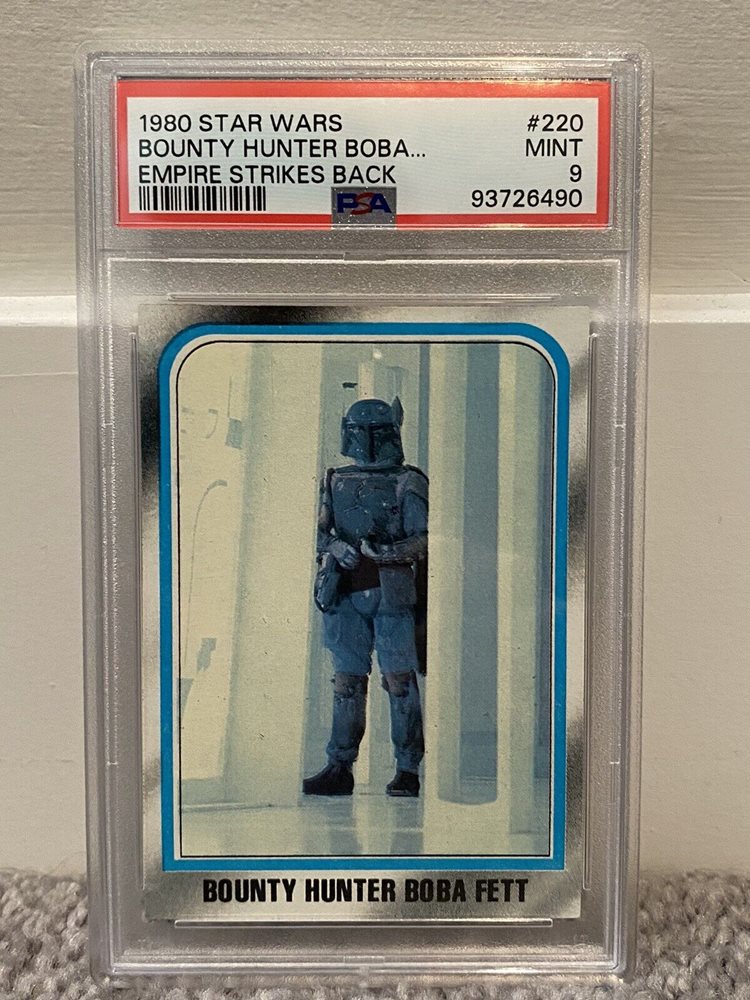 1980 STAR WARS #220
BOUNTY HUNTER BOBA... MINT
EMPIRE STRIKES BACK 9
PSA 93726490
BOUNTY HUNTER BOBA FETT